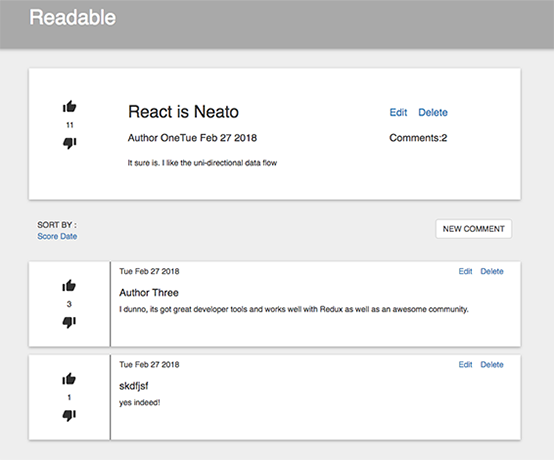 Readable
React is Neato
Edit Delete
11
Author OneTue Feb 27 2018
Comments:2
It sure is. I like the uni-directional data flow
SORT BY :
Score Date
NEW COMMENT
Tue Feb 27 2018
Edit Delete
3
Author Three
I dunno, its got great developer tools and works well with Redux as well as an awesome community.
Tue Feb 27 2018
Edit Delete
1
skdfjsf
yes indeed!